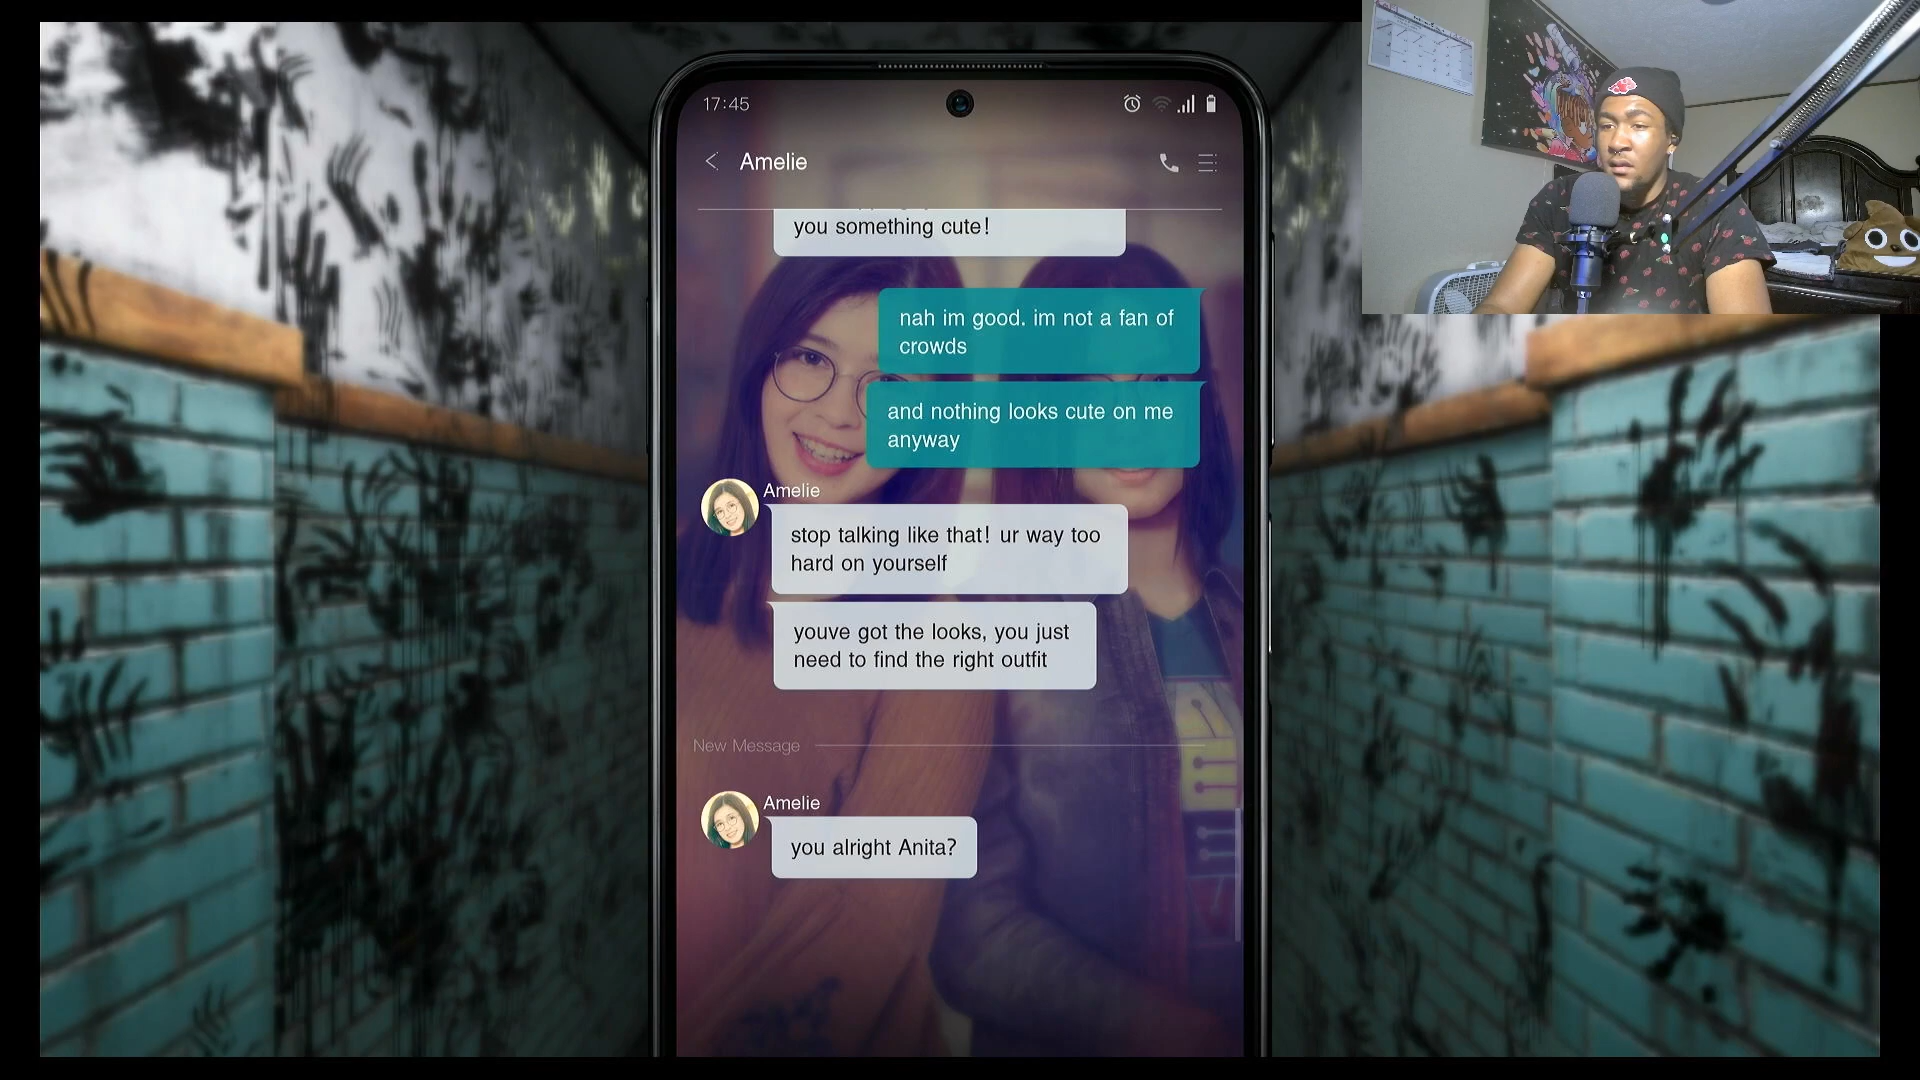 17:45
Amelie
you something cute!
nah im good. im not a fan of
crowds
and nothing looks cute on me
anyway
Amelie
stop talking like that! ur way too
hard on yourself
youve got the looks, you just
need to find the right outfit
New Message
Amelie
you alright Anita?